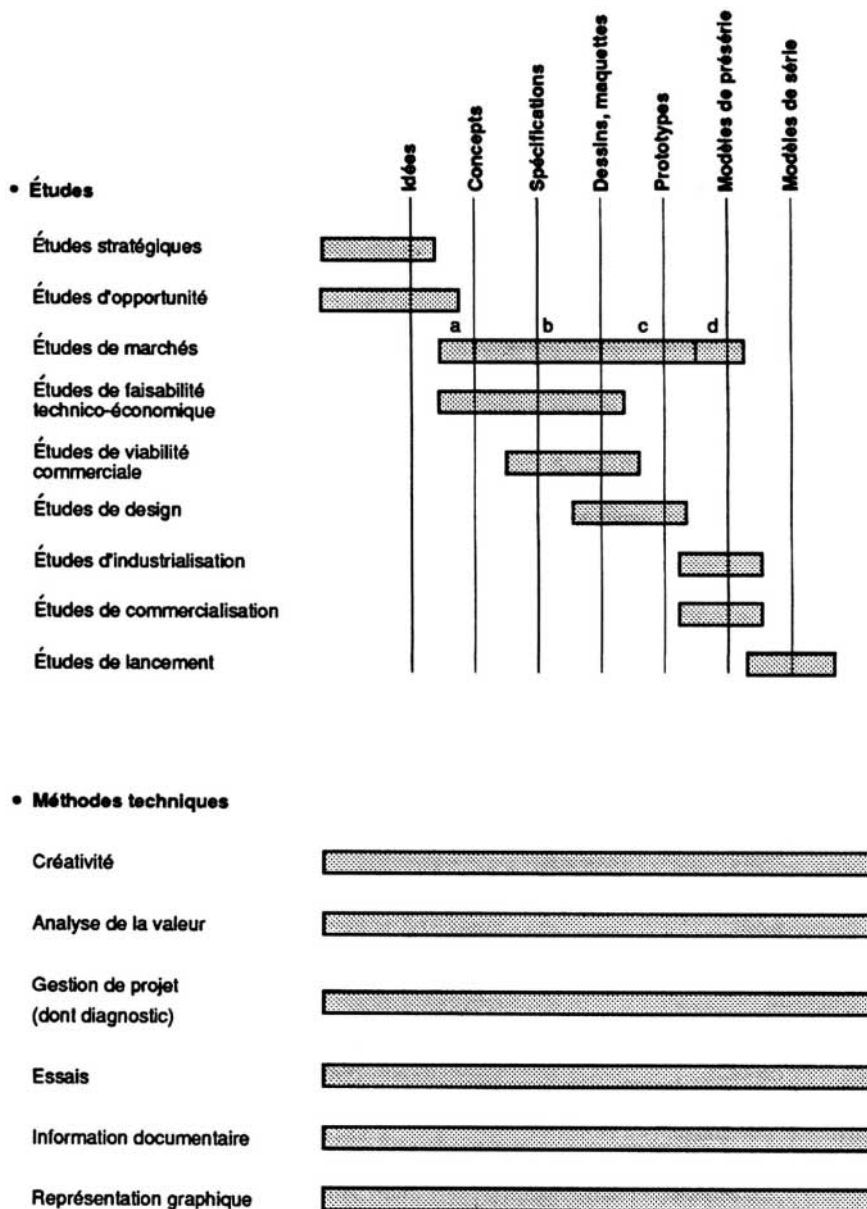 Idées
Concepts
Spécifications
Dessins, maquettes
Prototypes
Modèles de présérie
Modèles de série
• Études
Études stratégiques
Études d'opportunité
a b c d
Études de marchés
Études de faisabilité
technico-économique
Études de viabilité
commerciale
Études de design
Études d'industrialisation
Études de commercialisation
Études de lancement
• Méthodes techniques
Créativité
Analyse de la valeur
Gestion de projet
(dont diagnostic)
Essais
Information documentaire
Représentation graphique